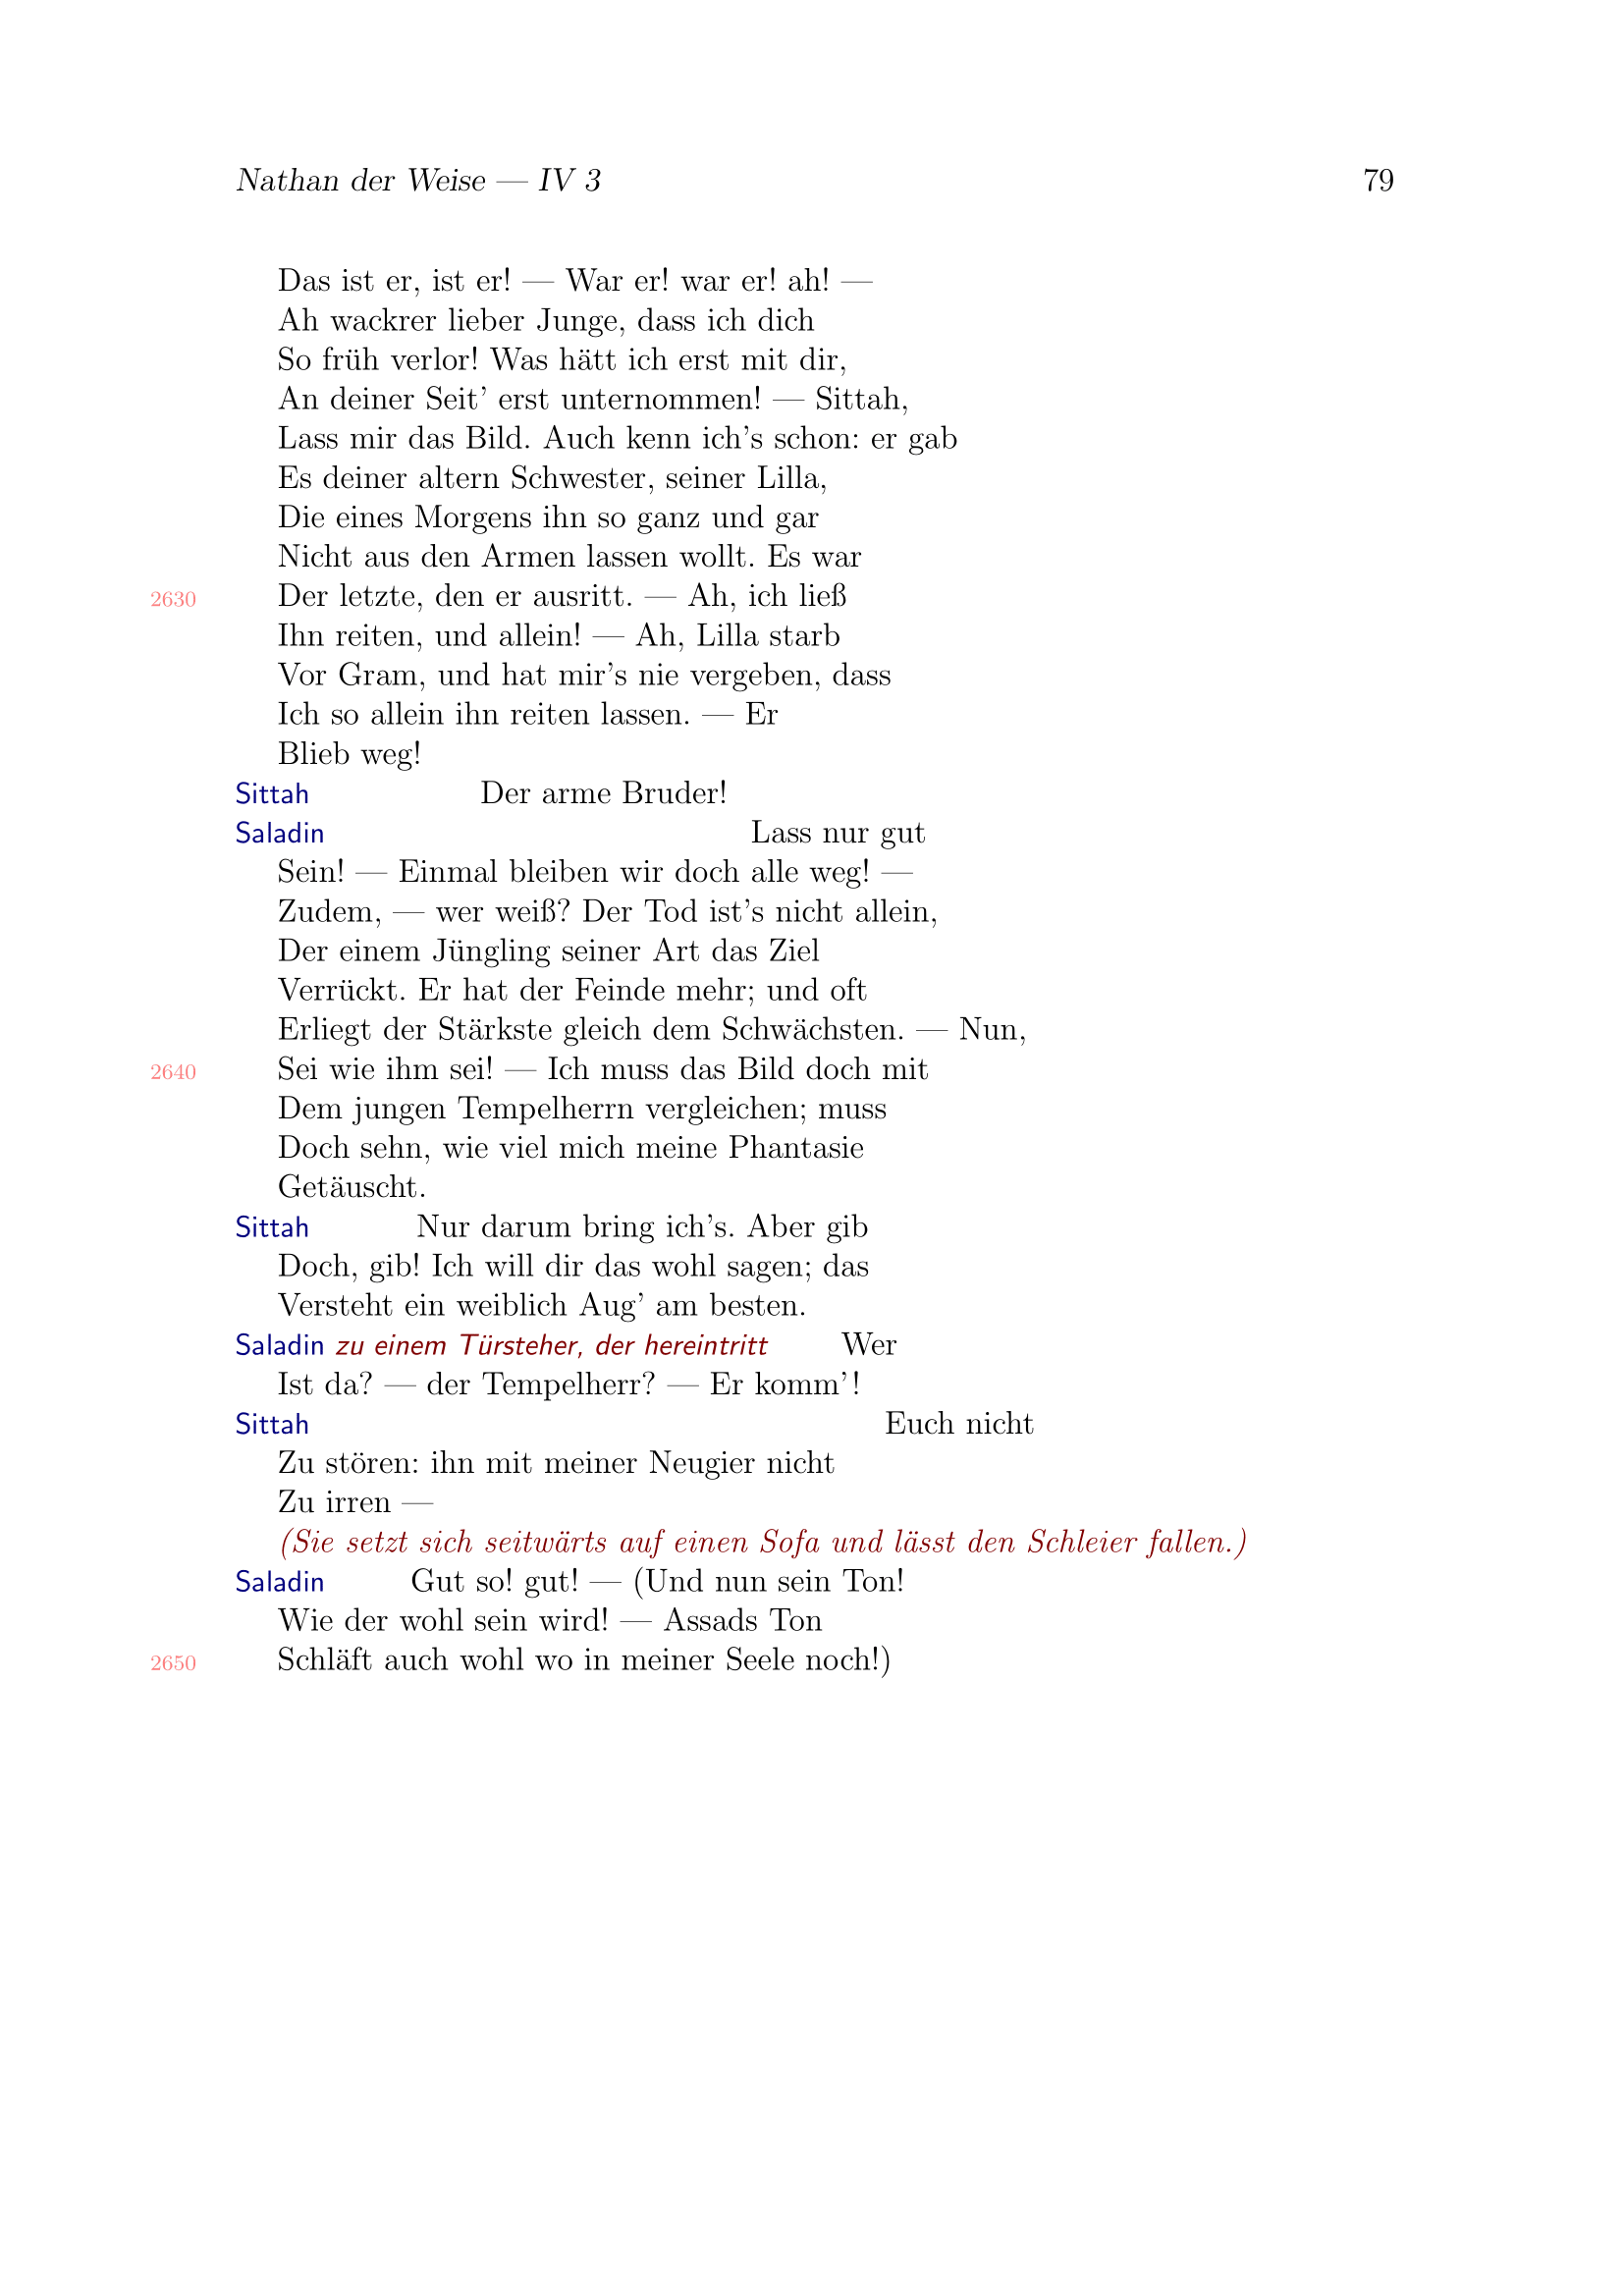 Nathan der Weise — IV 3 79
Das ist er, ist er! — War er! war er! ah! —
Ah wackrer lieber Junge, dass ich dich
So früh verlor! Was hätt ich erst mit dir,
An deiner Seit' erst unternommen! — Sittah,
Lass mir das Bild. Auch kenn ich's schon: er gab
Es deiner altern Schwester, seiner Lilla,
Die eines Morgens ihn so ganz und gar
Nicht aus den Armen lassen wollt. Es war
2630 Der letzte, den er ausritt. — Ah, ich ließ
Ihn reiten, und allein! — Ah, Lilla starb
Vor Gram, und hat mir's nie vergeben, dass
Ich so allein ihn reiten lassen. — Er
Blieb weg!
Sittah Der arme Bruder!
Saladin Lass nur gut
Sein! — Einmal bleiben wir doch alle weg! —
Zudem, — wer weiß? Der Tod ist's nicht allein,
Der einem Jüngling seiner Art das Ziel
Verrückt. Er hat der Feinde mehr; und oft
Erliegt der Stärkste gleich dem Schwächsten. — Nun,
2640 Sei wie ihm sei! — Ich muss das Bild doch mit
Dem jungen Tempelherrn vergleichen; muss
Doch sehn, wie viel mich meine Phantasie
Getäuscht.
Sittah Nur darum bring ich's. Aber gib
Doch, gib! Ich will dir das wohl sagen; das
Versteht ein weiblich Aug' am besten.
Saladin zu einem Türsteher, der hereintritt Wer
Ist da? — der Tempelherr? — Er komm'!
Sittah Euch nicht
Zu stören: ihn mit meiner Neugier nicht
Zu irren —
(Sie setzt sich seitwärts auf einen Sofa und lässt den Schleier fallen.)
Saladin Gut so! gut! — (Und nun sein Ton!
Wie der wohl sein wird! — Assads Ton
2650 Schläft auch wohl wo in meiner Seele noch!)